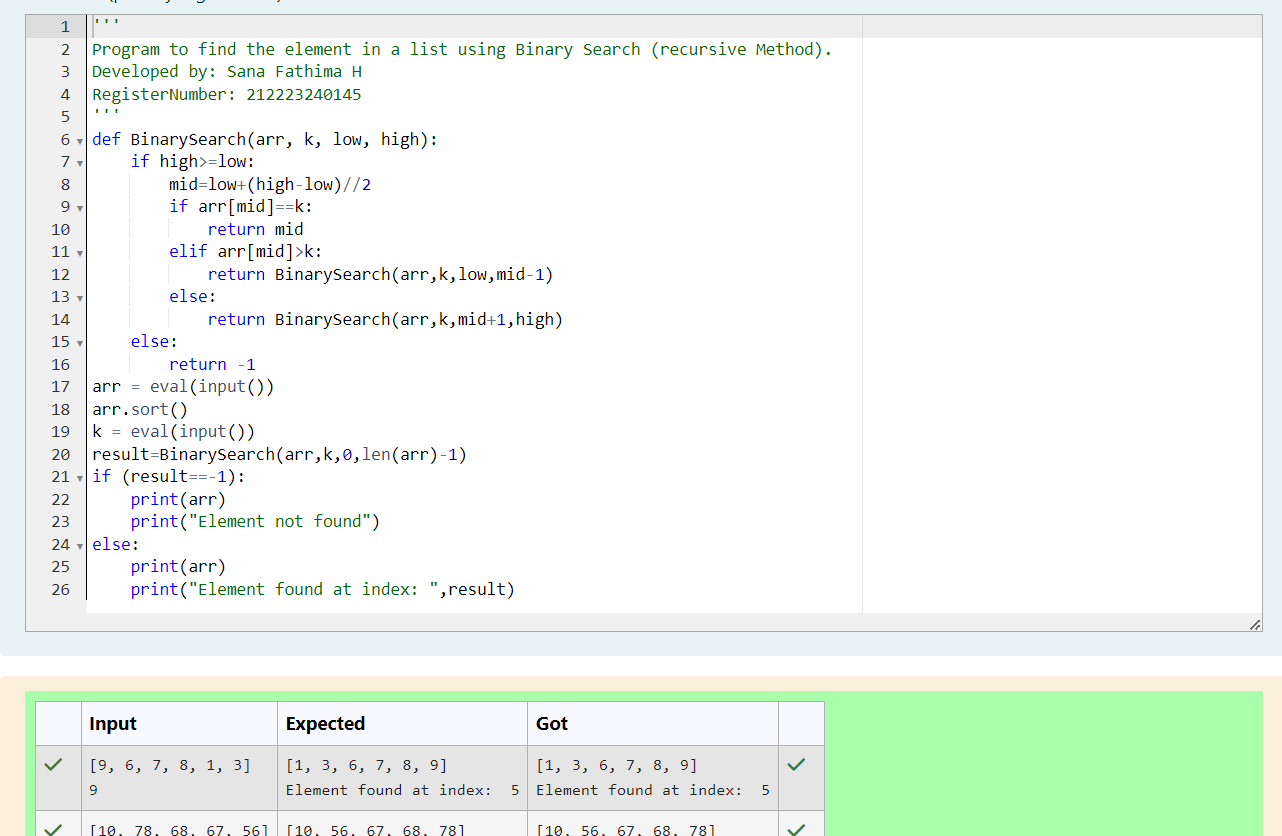 1 '''
2 Program to find the element in a list using Binary Search (recursive Method).
3 Developed by: Sana Fathima H
4 RegisterNumber: 212223240145
5 '''
6 def BinarySearch(arr, k, low, high):
7     if high>=low:
8         mid=low+(high-low)//2
9         if arr[mid]==k:
10             return mid
11         elif arr[mid]>k:
12             return BinarySearch(arr,k,low,mid-1)
13         else:
14             return BinarySearch(arr,k,mid+1,high)
15     else:
16         return -1
17 arr = eval(input())
18 arr.sort()
19 k = eval(input())
20 result=BinarySearch(arr,k,0,len(arr)-1)
21 if (result==-1):
22     print(arr)
23     print("Element not found")
24 else:
25     print(arr)
26     print("Element found at index: ",result)
Input Expected Got
[9, 6, 7, 8, 1, 3] [1, 3, 6, 7, 8, 9] [1, 3, 6, 7, 8, 9]
9 Element found at index:  5 Element found at index:  5
[10, 78, 68, 67, 56] [10, 56, 67, 68, 78] [10, 56, 67, 68, 78]